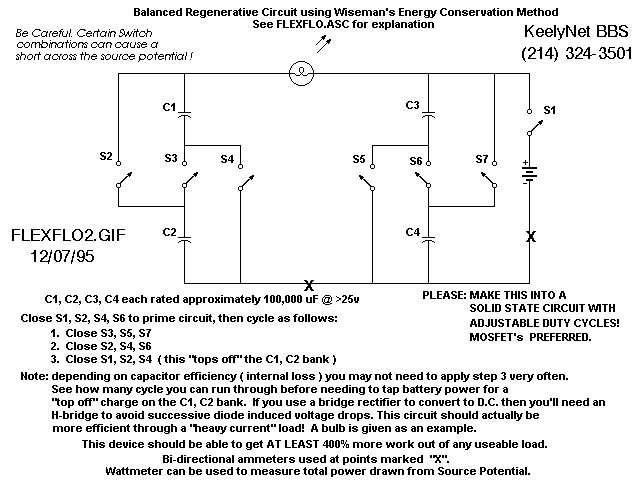 Balanced Regenerative Circuit using Wiseman's Energy Conservation Method
See FLEXFLO.ASC for explanation
Be Careful. Certain Switch
combinations can cause a
short across the source potential !
KeelyNet BBS
(214) 324-3501
C1
C3
S1
S2
S3
S4
S5
S6
S7
+
-
C2
C4
X
X
FLEXFLO2.GIF
12/07/95
C1, C2, C3, C4 each rated approximately 100,000 uF @ >25v
PLEASE: MAKE THIS INTO A
SOLID STATE CIRCUIT WITH
ADJUSTABLE DUTY CYCLES!
MOSFET's PREFERRED.
Close S1, S2, S4, S6 to prime circuit, then cycle as follows:
1. Close S3, S5, S7
2. Close S2, S4, S6
3. Close S1, S2, S4 ( this "tops off" the C1, C2 bank )
Note: depending on capacitor efficiency ( internal loss ) you may not need to apply step 3 very often.
See how many cycle you can run through before needing to tap battery power for a
"top off" charge on the C1, C2 bank. If you use a bridge rectifier to convert to D.C. then you'll need an
H-bridge to avoid successive diode induced voltage drops. This circuit should actually be
more efficient through a "heavy current" load! A bulb is given as an example.
This device should be able to get AT LEAST 400% more work out of any useable load.
Bi-directional ammeters used at points marked "X".
Wattmeter can be used to measure total power drawn from Source Potential.